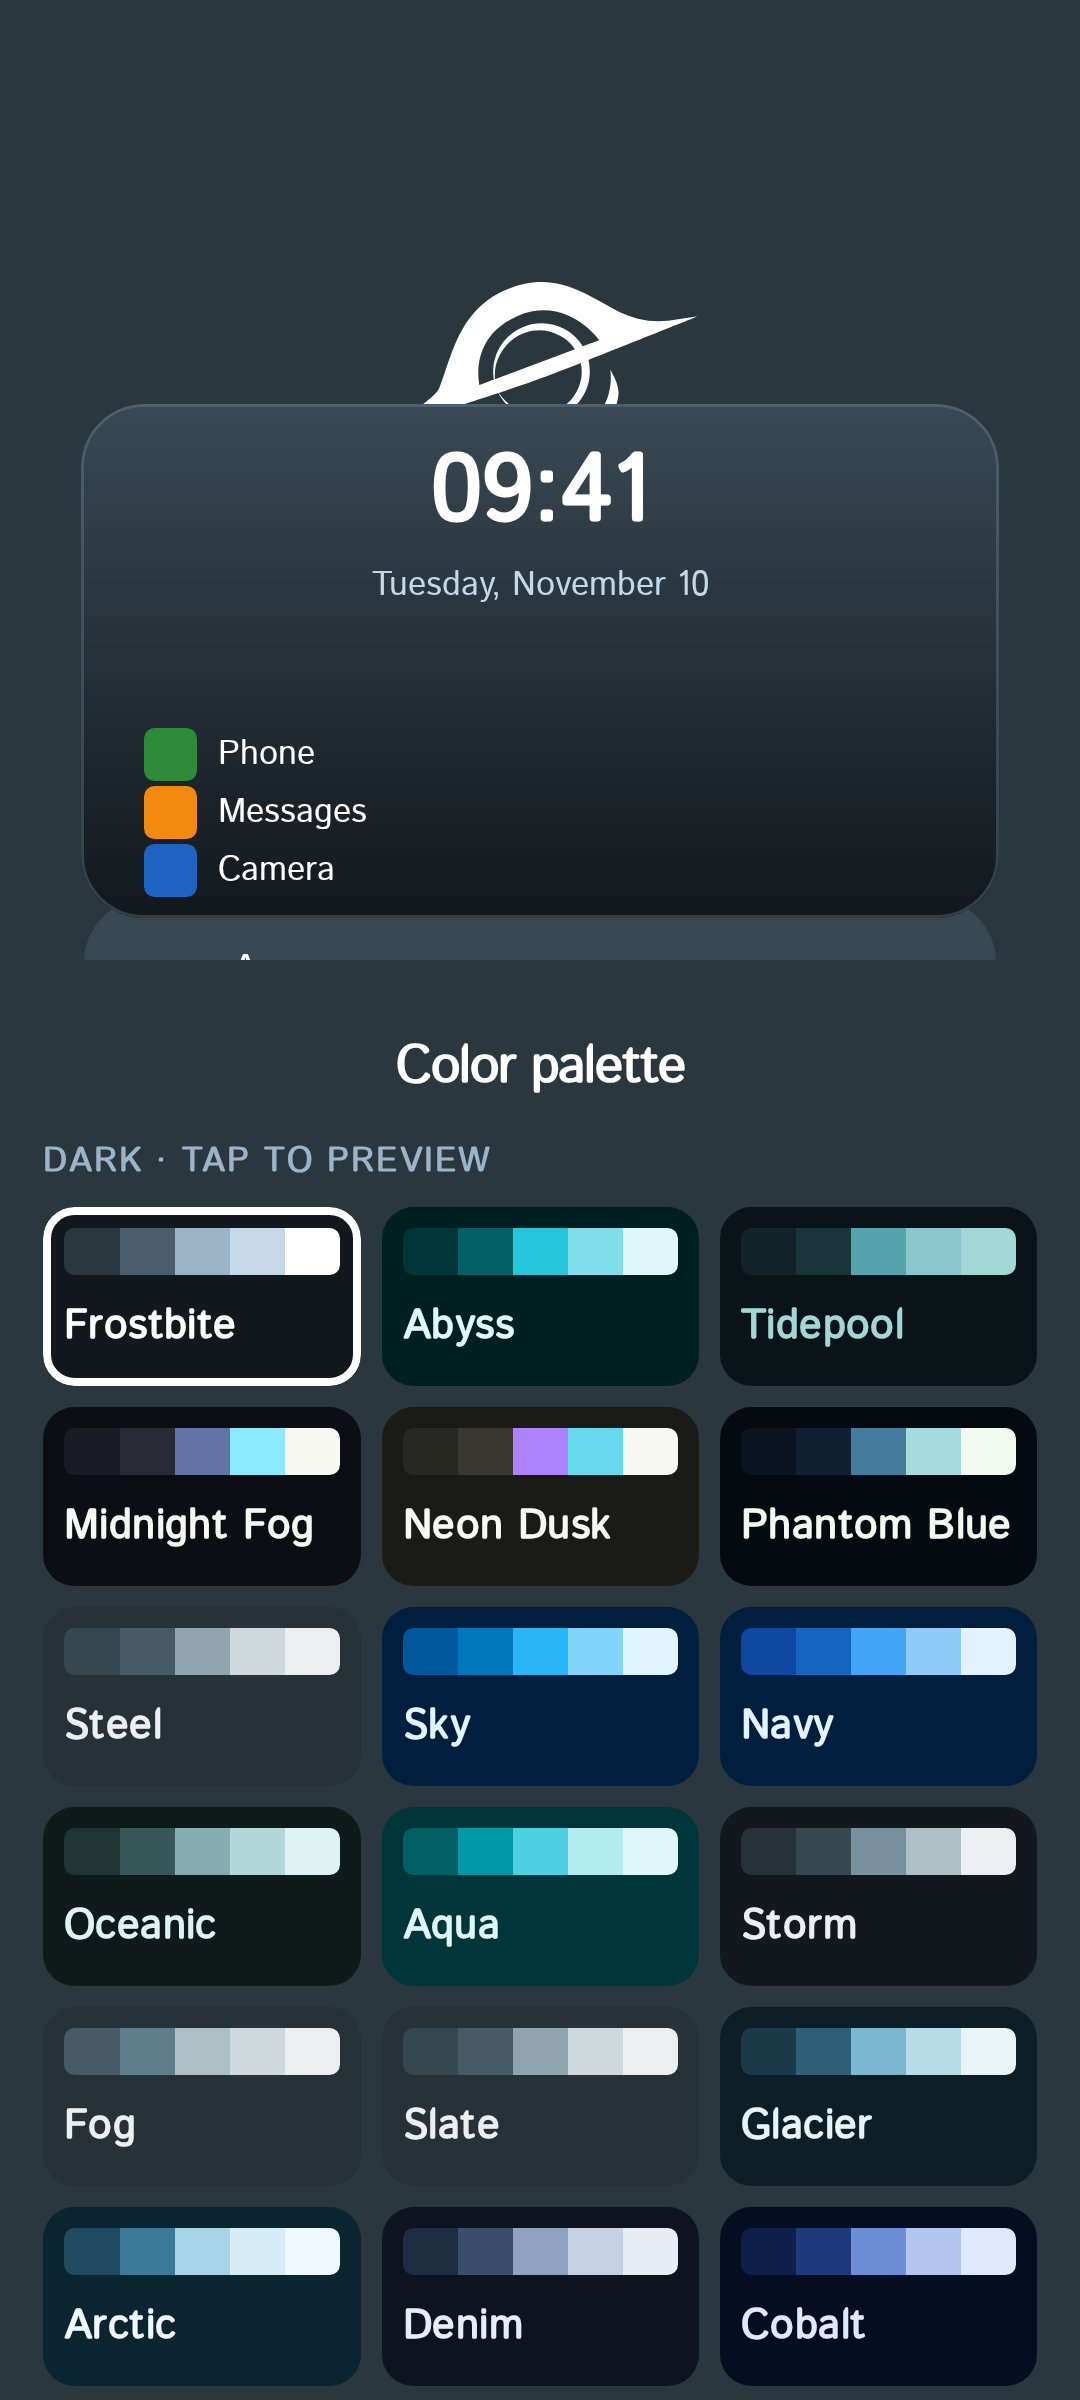 09:41
Tuesday, November 10
Phone
Messages
Camera
Color palette
DARK · TAP TO PREVIEW
Frostbite
Abyss
Tidepool
Midnight Fog
Neon Dusk
Phantom Blue
Steel
Sky
Navy
Oceanic
Aqua
Storm
Fog
Slate
Glacier
Arctic
Denim
Cobalt